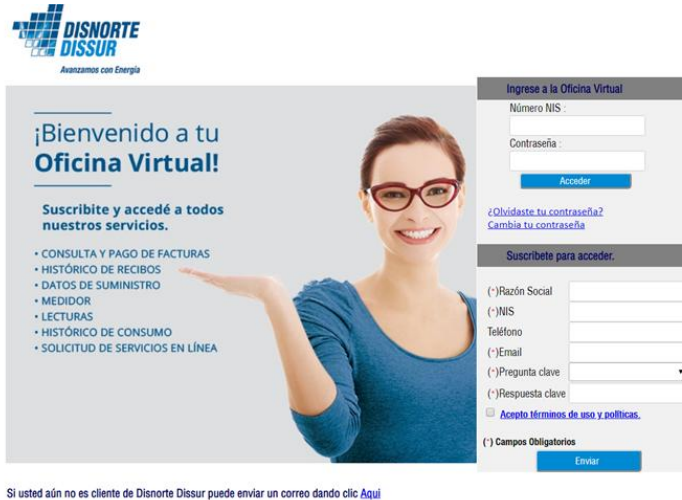 DISNORTE
DISSUR
Avanzamos con Energía
¡Bienvenido a tu
Oficina Virtual!
Suscribite y accedé a todos
nuestros servicios.
• CONSULTA Y PAGO DE FACTURAS
• HISTÓRICO DE RECIBOS
• DATOS DE SUMINISTRO
• MEDIDOR
• LECTURAS
• HISTÓRICO DE CONSUMO
• SOLICITUD DE SERVICIOS EN LÍNEA
Ingrese a la Oficina Virtual
Número NIS :
Contraseña :
Acceder
¿Olvidaste tu contraseña?
Cambia tu contraseña
Suscribete para acceder.
(*)Razón Social
(*)NIS
Teléfono
(*)Email
(*)Pregunta clave
(*)Respuesta clave
Acepto términos de uso y políticas.
(*) Campos Obligatorios
Enviar
Si usted aún no es cliente de Disnorte Dissur puede enviar un correo dando clic Aqui